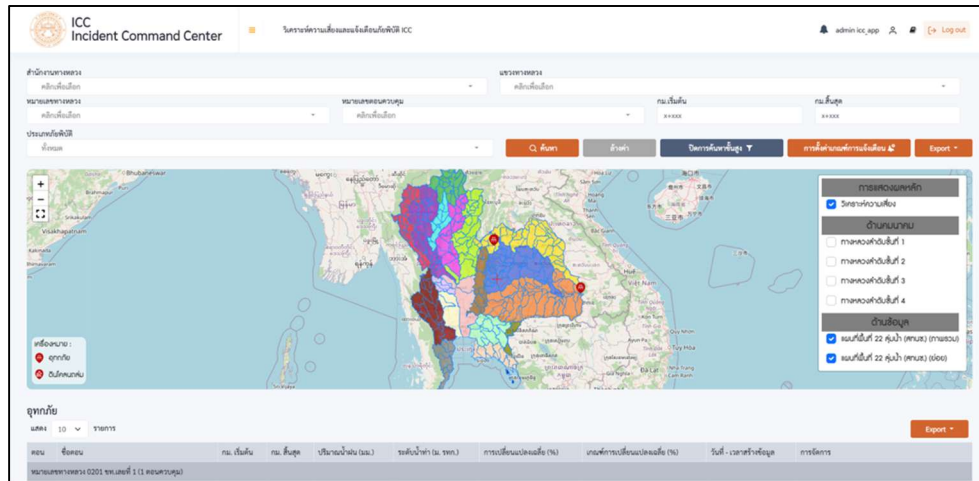 ICC
Incident Command Center
วิเคราะห์ความเสี่ยงและแจ้งเตือนภัยพิบัติ ICC
admin icc_app
Log out
สำนักงานทางหลวง
แขวงทางหลวง
คลิกเพื่อเลือก
คลิกเพื่อเลือก
หมายเลขทางหลวง
หมายเลขตอนควบคุม
กม.เริ่มต้น
กม.สิ้นสุด
คลิกเพื่อเลือก
คลิกเพื่อเลือก
x+xxx
x+xxx
ประเภทภัยพิบัติ
ทั้งหมด
ค้นหา
ล้างค่า
ปิดการค้นหาขั้นสูง
การตั้งค่าเกณฑ์การแจ้งเตือน
Export
+
−
Bhubaneswar
Brahmapur
Srikakulam
Visakhapatnam
Kakinada
Huế
Việt Nam
Quy Nhơn
Tuy Hòa
Đà Lạt
Nha Trang
Cam Ranh
การแสดงผลหลัก
วิเคราะห์ความเสี่ยง
ด้านคมนาคม
ทางหลวงลำดับชั้นที่ 1
ทางหลวงลำดับชั้นที่ 2
ทางหลวงลำดับชั้นที่ 3
ทางหลวงลำดับชั้นที่ 4
ด้านข้อมูล
แผนที่พื้นที่ 22 ลุ่มน้ำ (สทนช.) (ภาพรวม)
แผนที่พื้นที่ 22 ลุ่มน้ำ (สทนช.) (ย่อย)
เครื่องหมาย :
อุทกภัย
ดินโคลนถล่ม
อุทกภัย
แสดง 10 รายการ
Export
ตอน ชื่อตอน กม. เริ่มต้น กม. สิ้นสุด ปริมาณน้ำฝน (มม.) ระดับน้ำท่า (ม. รทก.) การเปลี่ยนแปลงเฉลี่ย (%) เกณฑ์การเปลี่ยนแปลงเฉลี่ย (%) วันที่ - เวลาสร้างข้อมูล การจัดการ
หมายเลขทางหลวง 0201 ขท.เลยที่ 1 (1 ตอนควบคุม)